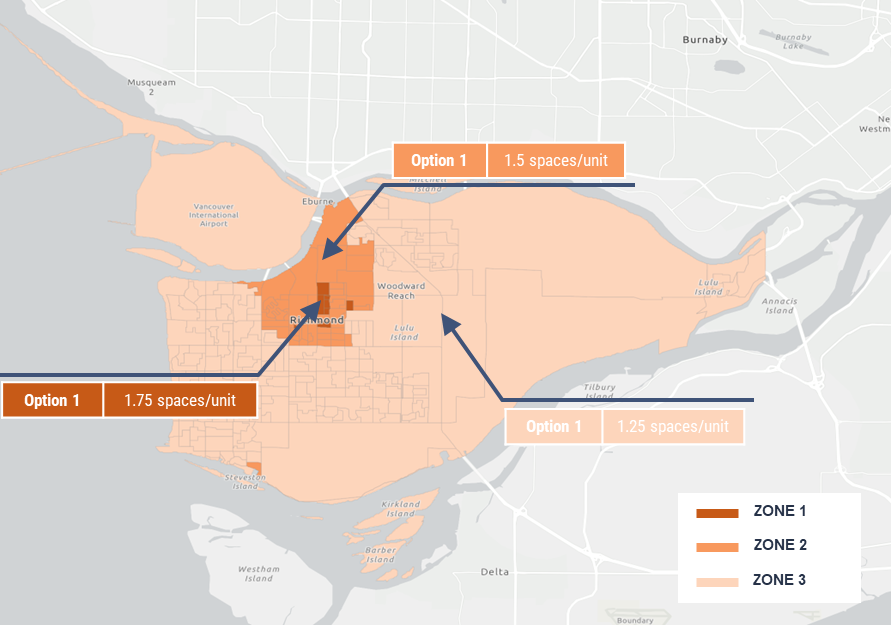 Burnaby
Burnaby
Lake
Musqueam
2
Ne
Westm
Option 1 1.5 spaces/unit
Mitchell
Island
Eburne
Vancouver
International
Airport
Woodward
Reach
Lulu
Island
Annacis
Island
Richmond
Lulu
Island
Option 1 1.75 spaces/unit
Tilbury
Island
Option 1 1.25 spaces/unit
Steveston
Island
Kirkland
Island
ZONE 1
Barber
Island
ZONE 2
Westham
Island
Delta
ZONE 3
Boundary